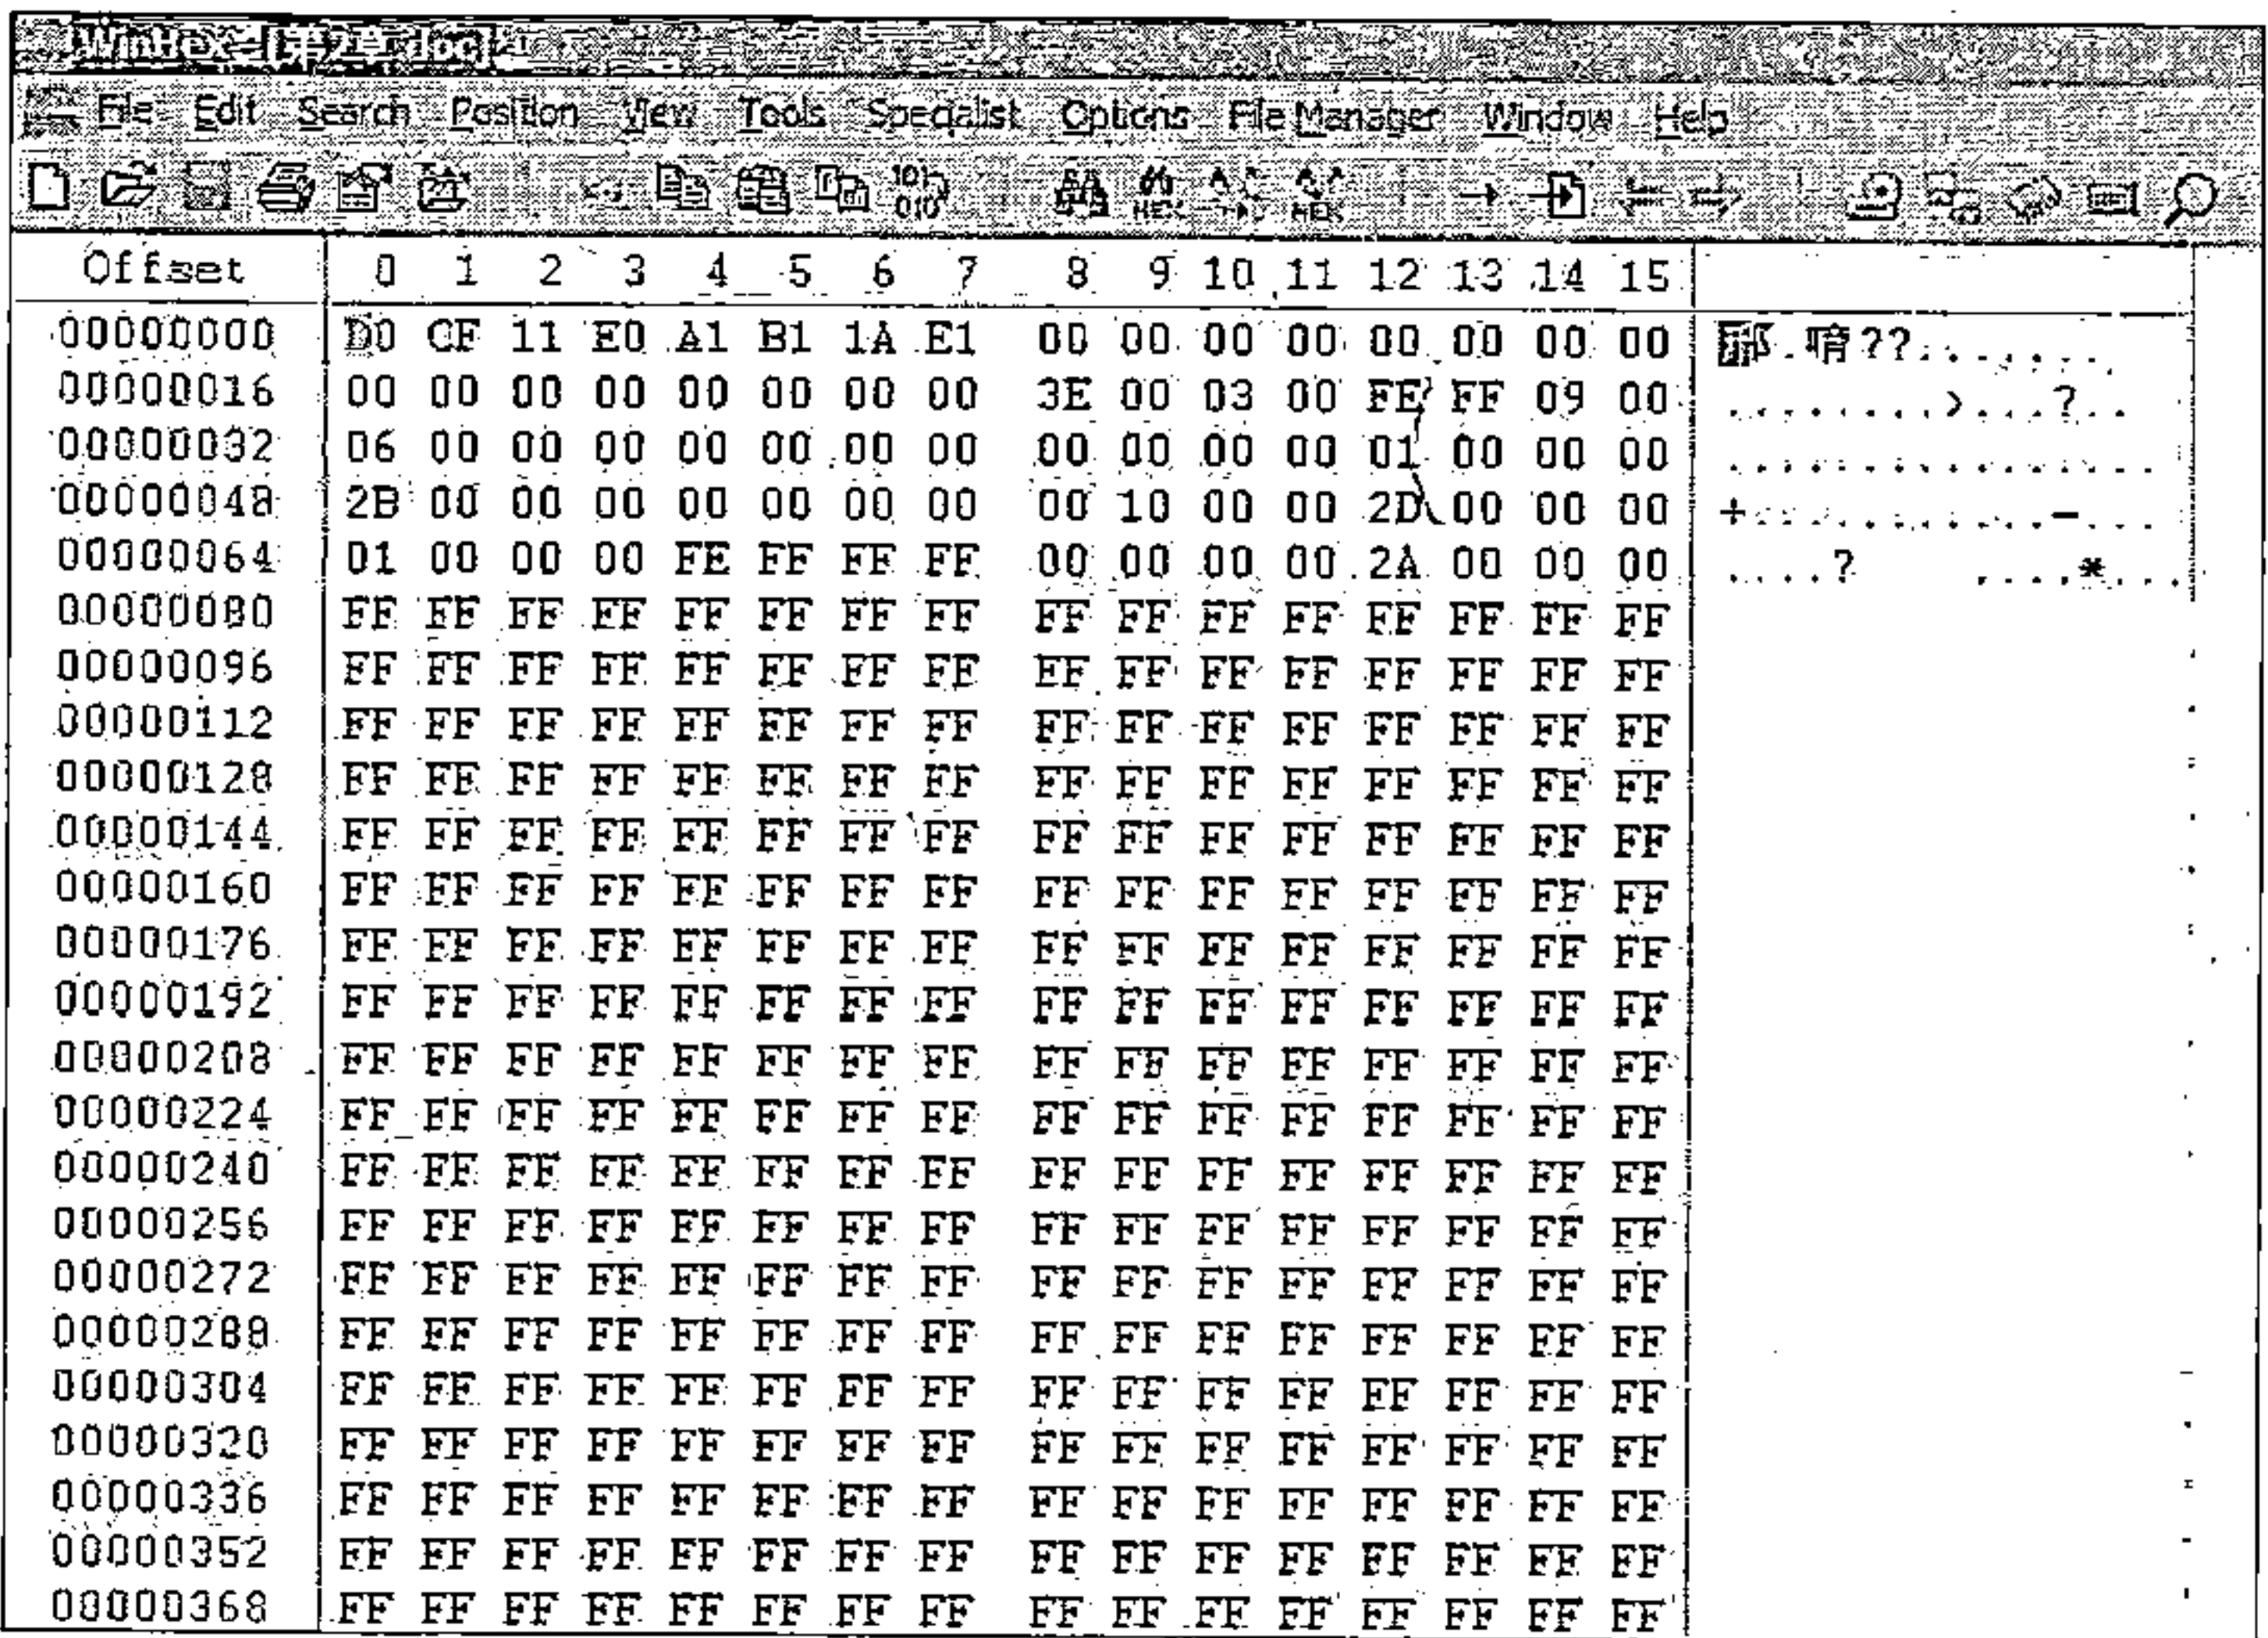 WinHex - [第2章.doc]
File Edit Search Position View Tools Specialist Options File Manager Window Help
Offset 0 1 2 3 4 5 6 7 8 9 10 11 12 13 14 15
00000000 D0 CF 11 E0 A1 B1 1A E1 00 00 00 00 00 00 00 00 ??........
00000016 00 00 00 00 00 00 00 00 3E 00 03 00 FE FF 09 00 ........>...?..
00000032 06 00 00 00 00 00 00 00 00 00 00 00 01 00 00 00 ................
00000048 2B 00 00 00 00 00 00 00 00 10 00 00 2D 00 00 00 +...........-...
00000064 01 00 00 00 FE FF FF FF 00 00 00 00 2A 00 00 00 ....? ....*...
00000080 FF FF FF FF FF FF FF FF FF FF FF FF FF FF FF FF
00000096 FF FF FF FF FF FF FF FF FF FF FF FF FF FF FF FF
00000112 FF FF FF FF FF FF FF FF FF FF FF FF FF FF FF FF
00000128 FF FF FF FF FF FF FF FF FF FF FF FF FF FF FF FF
00000144 FF FF FF FF FF FF FF FF FF FF FF FF FF FF FF FF
00000160 FF FF FF FF FF FF FF FF FF FF FF FF FF FF FF FF
00000176 FF FF FF FF FF FF FF FF FF FF FF FF FF FF FF FF
00000192 FF FF FF FF FF FF FF FF FF FF FF FF FF FF FF FF
00000208 FF FF FF FF FF FF FF FF FF FF FF FF FF FF FF FF
00000224 FF FF FF FF FF FF FF FF FF FF FF FF FF FF FF FF
00000240 FF FF FF FF FF FF FF FF FF FF FF FF FF FF FF FF
00000256 FF FF FF FF FF FF FF FF FF FF FF FF FF FF FF FF
00000272 FF FF FF FF FF FF FF FF FF FF FF FF FF FF FF FF
00000288 FF FF FF FF FF FF FF FF FF FF FF FF FF FF FF FF
00000304 FF FF FF FF FF FF FF FF FF FF FF FF FF FF FF FF
00000320 FF FF FF FF FF FF FF FF FF FF FF FF FF FF FF FF
00000336 FF FF FF FF FF FF FF FF FF FF FF FF FF FF FF FF
00000352 FF FF FF FF FF FF FF FF FF FF FF FF FF FF FF FF
00000368 FF FF FF FF FF FF FF FF FF FF FF FF FF FF FF FF